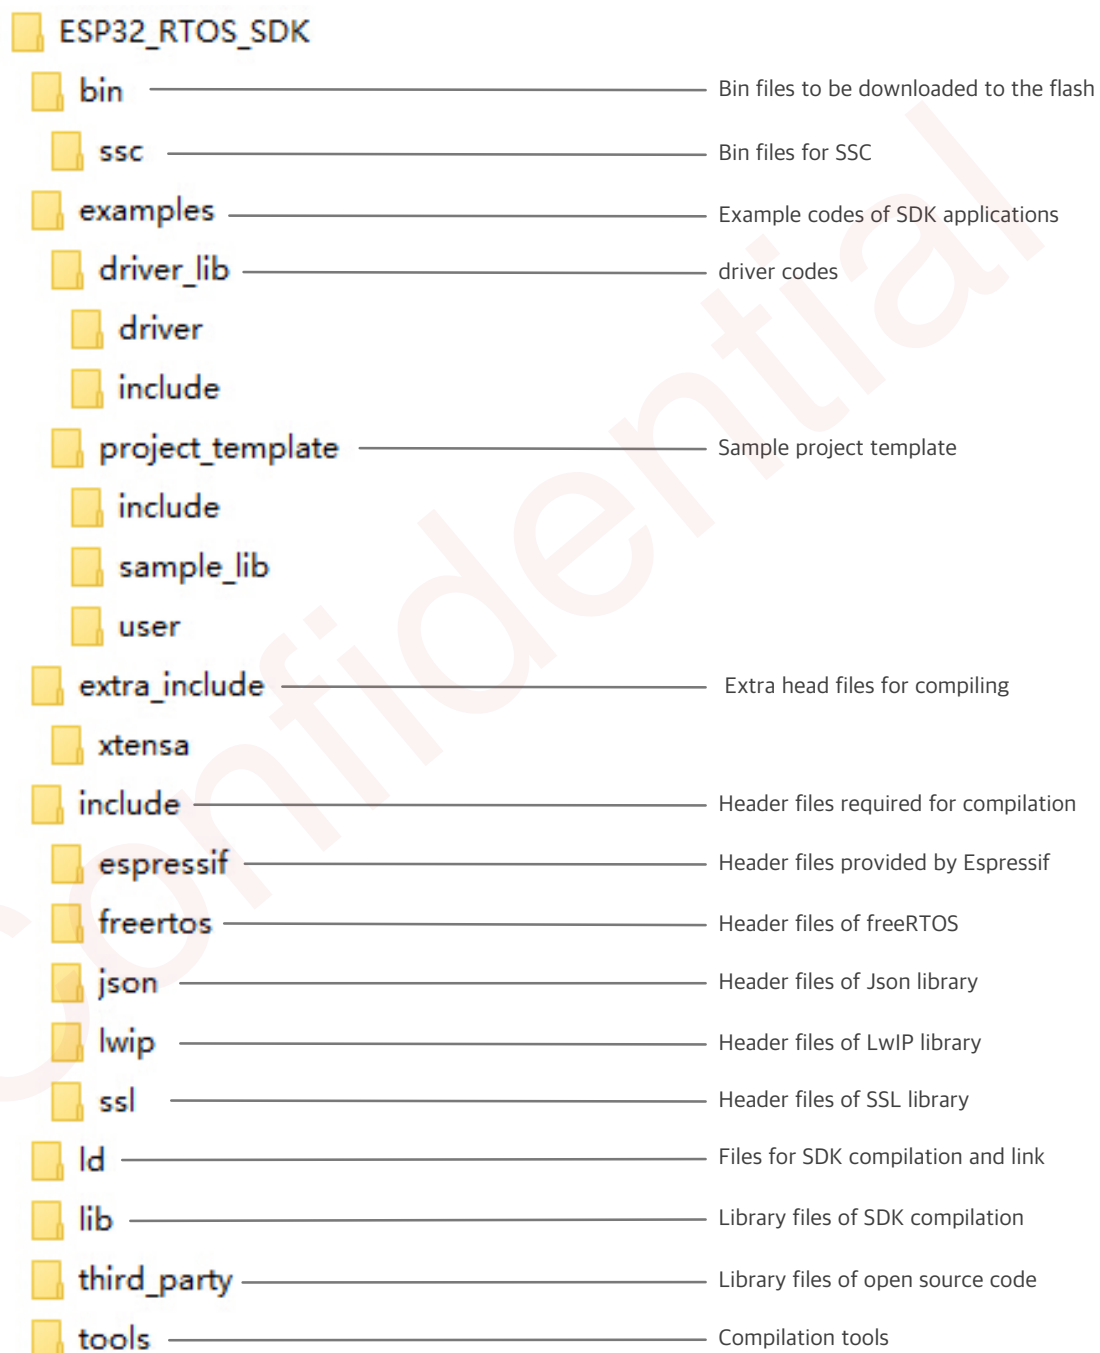 ESP32_RTOS_SDK
bin Bin files to be downloaded to the flash
ssc Bin files for SSC
examples Example codes of SDK applications
driver_lib driver codes
driver
include
project_template Sample project template
include
sample_lib
user
extra_include Extra head files for compiling
xtensa
include Header files required for compilation
espressif Header files provided by Espressif
freertos Header files of freeRTOS
json Header files of Json library
lwip Header files of LwIP library
ssl Header files of SSL library
ld Files for SDK compilation and link
lib Library files of SDK compilation
third_party Library files of open source code
tools Compilation tools
Confidential